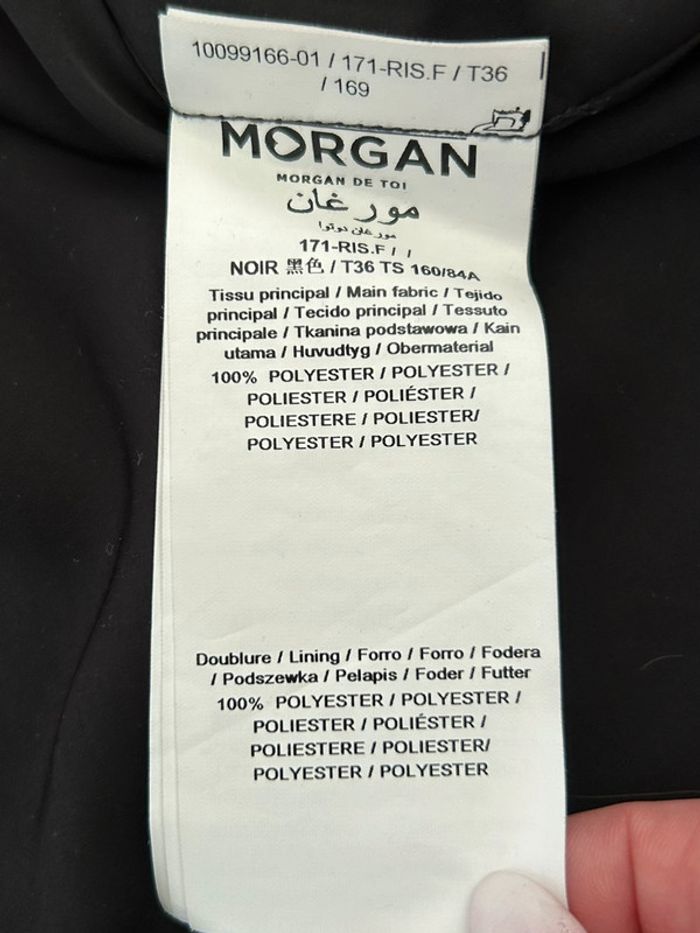 10099166-01 / 171-RIS.F / T36
/ 169
MORGAN
MORGAN DE TOI
مورغان
مورغان دوتوا
171-RIS.F / /
NOIR 黑色 / T36 TS 160/84A
Tissu principal / Main fabric / Tejido
principal / Tecido principal / Tessuto
principale / Tkanina podstawowa / Kain
utama / Huvudtyg / Obermaterial
100% POLYESTER / POLYESTER /
POLIESTER / POLIÉSTER /
POLIESTERE / POLIESTER/
POLYESTER / POLYESTER
Doublure / Lining / Forro / Forro / Fodera
/ Podszewka / Pelapis / Foder / Futter
100% POLYESTER / POLYESTER /
POLIESTER / POLIÉSTER /
POLIESTERE / POLIESTER/
POLYESTER / POLYESTER